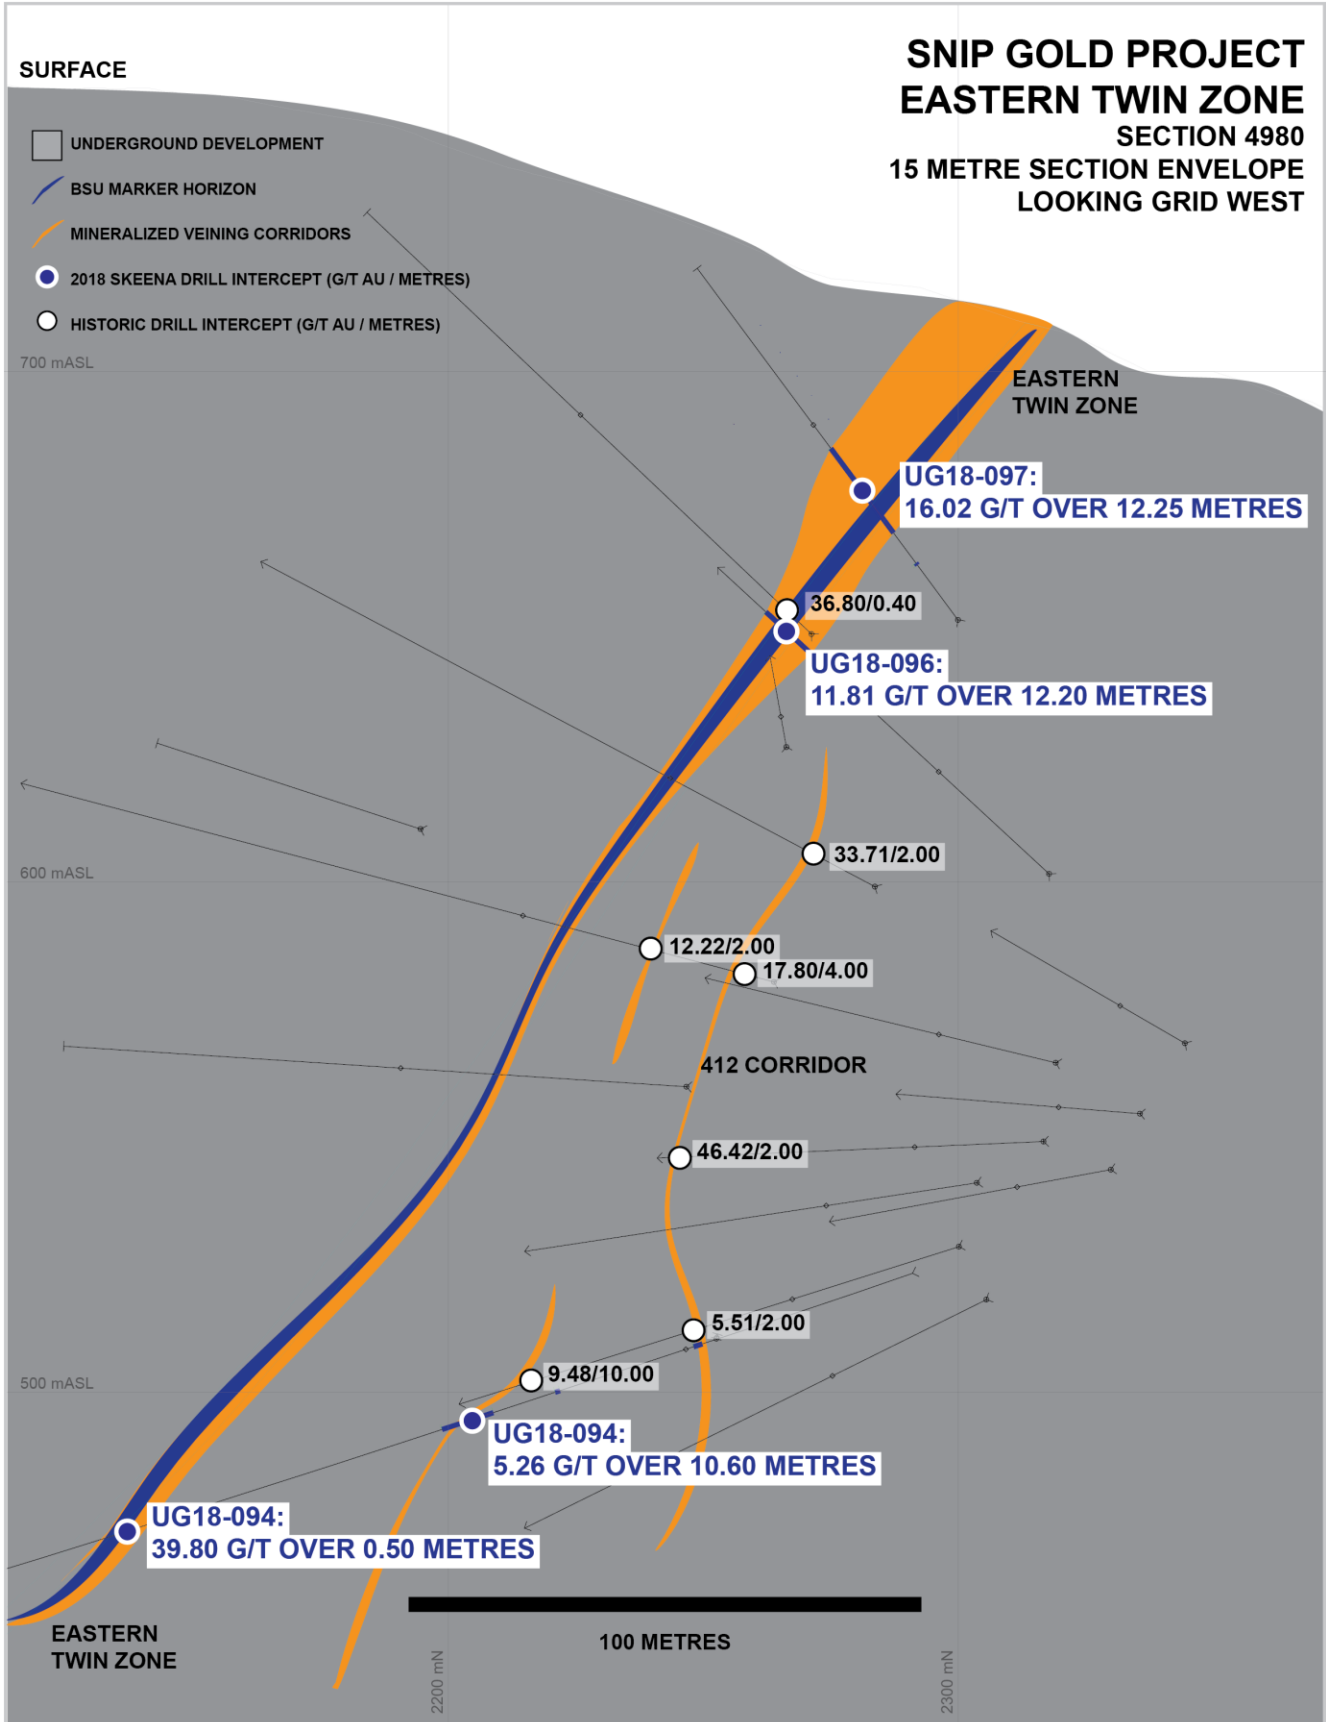 SNIP GOLD PROJECT
EASTERN TWIN ZONE
SECTION 4980
15 METRE SECTION ENVELOPE
LOOKING GRID WEST
SURFACE
UNDERGROUND DEVELOPMENT
BSU MARKER HORIZON
MINERALIZED VEINING CORRIDORS
2018 SKEENA DRILL INTERCEPT (G/T AU / METRES)
HISTORIC DRILL INTERCEPT (G/T AU / METRES)
700 mASL
EASTERN
TWIN ZONE
UG18-097:
16.02 G/T OVER 12.25 METRES
36.80/0.40
UG18-096:
11.81 G/T OVER 12.20 METRES
33.71/2.00
600 mASL
12.22/2.00
17.80/4.00
412 CORRIDOR
46.42/2.00
5.51/2.00
9.48/10.00
500 mASL
UG18-094:
5.26 G/T OVER 10.60 METRES
UG18-094:
39.80 G/T OVER 0.50 METRES
EASTERN
TWIN ZONE
100 METRES
2200 mN
2300 mN